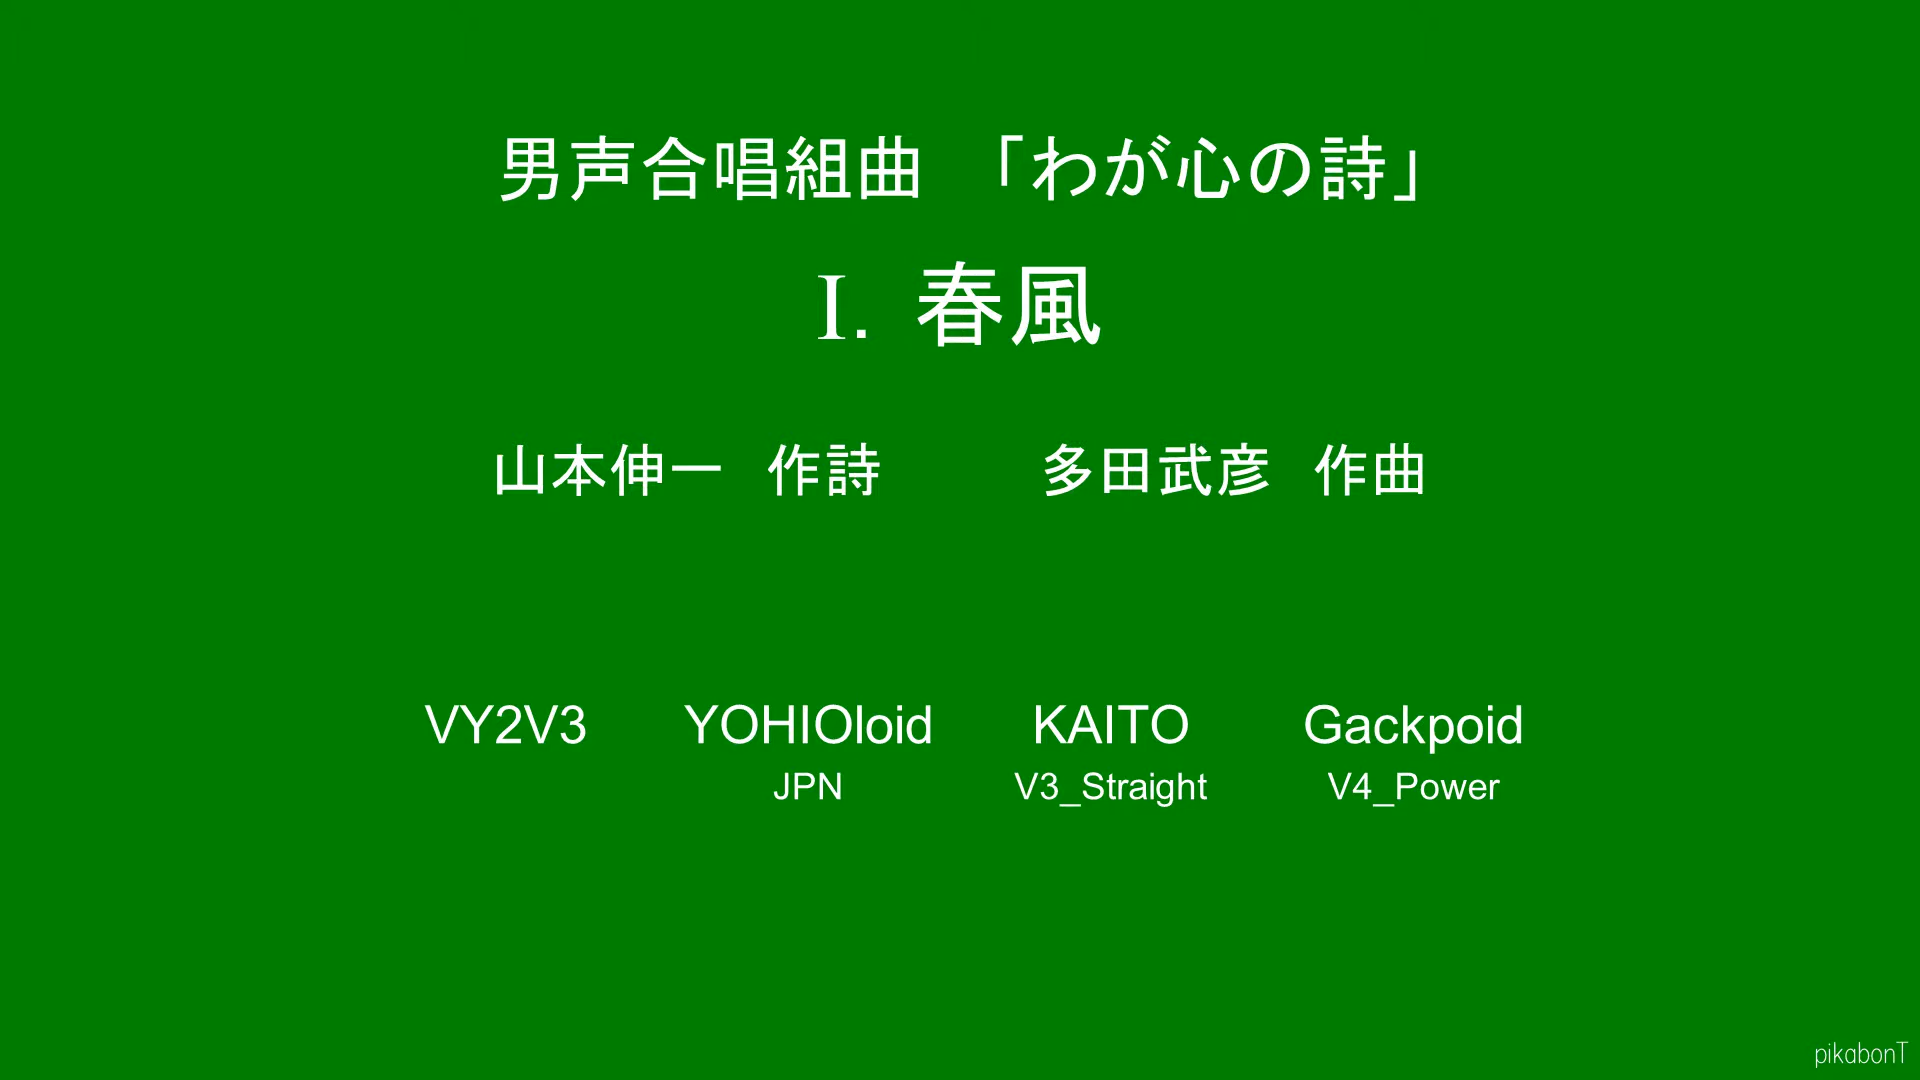 男声合唱組曲 「わが心の詩」
I. 春風
山本伸一 作詩 多田武彦 作曲
VY2V3 YOHIOloid KAITO Gackpoid
JPN V3_Straight V4_Power
pikabonT